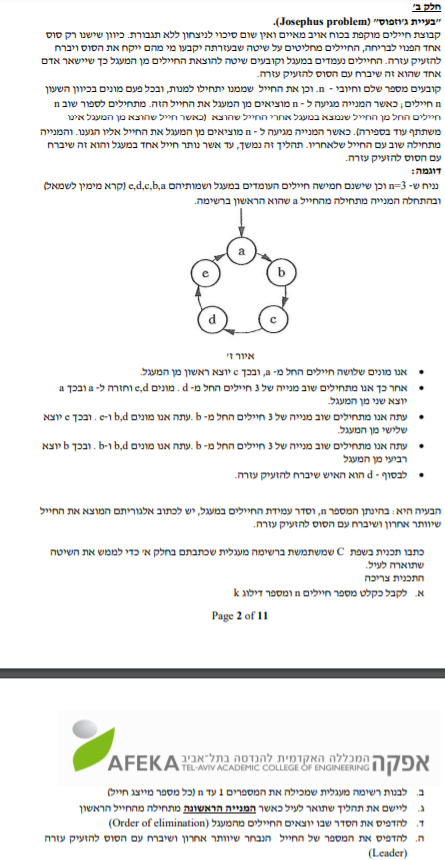 חלק ב'
"בעיית ג'וזפוס" (Josephus problem).
קבוצת חיילים מוקפת בכוח אויב מאיים ואין שום סיכוי לניצחון ללא תגבורת. כיוון שישנו רק סוס
אחד הפנוי לבריחה, החיילים מחליטים על שיטה שבעזרתה יקבעו מי מהם ייקח את הסוס ויברח
להזעיק עזרה. החיילים נעמדים במעגל וקובעים שיטה להוצאת החיילים מן המעגל כך שיישאר אדם
אחד שהוא זה שיברח עם הסוס להזעיק עזרה.
קובעים מספר שלם וחיובי - n. וכן את החייל שממנו יתחילו למנות, ובכל פעם מונים בכיוון השעון
n חיילים; כאשר המנייה מגיעה ל - n מוציאים מן המעגל את החייל הזה. מתחילים לספור שוב n
חיילים החל מן החייל שנמצא במעגל אחרי החייל שהוצא (כאשר חייל שהוצא מן המעגל אינו
משתתף עוד בספירה). כאשר המנייה מגיעה ל - n מוציאים מן המעגל את החייל אליו הגענו. והמנייה
מתחילה שוב עם החייל שלאחריו. תהליך זה נמשך, עד אשר נותר חייל אחד במעגל והוא זה שיברח
עם הסוס להזעיק עזרה.
דוגמה:
נניח ש- n=3 וכן שישנם חמישה חיילים העומדים במעגל ושמותיהם e,d,c,b,a (קרא מימין לשמאל)
ובהתחלה המנייה מתחילה מהחייל a שהוא הראשון ברשימה.
a
e b
d c
איור ז'
• אנו מונים שלושה חיילים החל מ- a, ובכך c יוצא ראשון מן המעגל.
• אחר כך אנו מתחילים שוב מנייה של 3 חיילים החל מ- d . מונים e,d וחזרה ל- a ובכך a
יוצא שני מן המעגל.
• עתה אנו מתחילים שוב מנייה של 3 חיילים החל מ- b .עתה אנו מונים b,d ו-e . ובכך e יוצא
שלישי מן המעגל.
• עתה אנו מתחילים שוב מנייה של 3 חיילים החל מ- b .עתה אנו מונים b,d ו-b . ובכך b יוצא
רביעי מן המעגל
• לבסוף - d הוא האיש שיברח להזעיק עזרה.
הבעיה היא: בהינתן המספר n, וסדר עמידת החיילים במעגל, יש לכתוב אלגוריתם המוצא את החייל
שיוותר אחרון ושיברח עם הסוס להזעיק עזרה.
כתבו תכנית בשפת C שמשתמשת ברשימה מעגלית שכתבתם בחלק א' כדי לממש את השיטה
שתוארה לעיל.
התכנית צריכה
א. לקבל כקלט מספר חיילים n ומספר דילוג k
Page 2 of 11
אפקה המכללה האקדמית להנדסה בתל-אביב
AFEKA TEL-AVIV ACADEMIC COLLEGE OF ENGINEERING
ב. לבנות רשימה מעגלית שמכילה את המספרים 1 עד n (כל מספר מייצג חייל)
ג. ליישם את תהליך שתואר לעיל כאשר המנייה הראשונה מתחילה מהחייל הראשון
ד. להדפיס את הסדר שבו יוצאים החיילים מהמעגל (Order of elimination)
ה. להדפיס את המספר של החייל הנבחר שיוותר אחרון ושיברח עם הסוס להזעיק עזרה
(Leader)